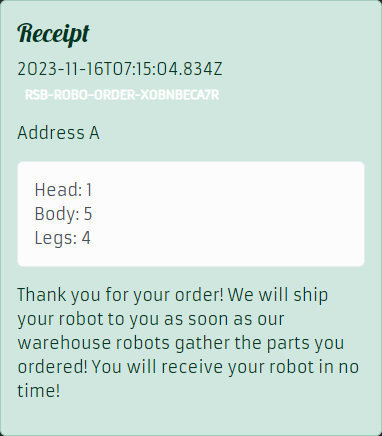 Receipt
2023-11-16T07:15:04.834Z
RSB-ROBO-ORDER-X0BNBECA7R
Address A
Head: 1
Body: 5
Legs: 4
Thank you for your order! We will ship
your robot to you as soon as our
warehouse robots gather the parts you
ordered! You will receive your robot in no
time!